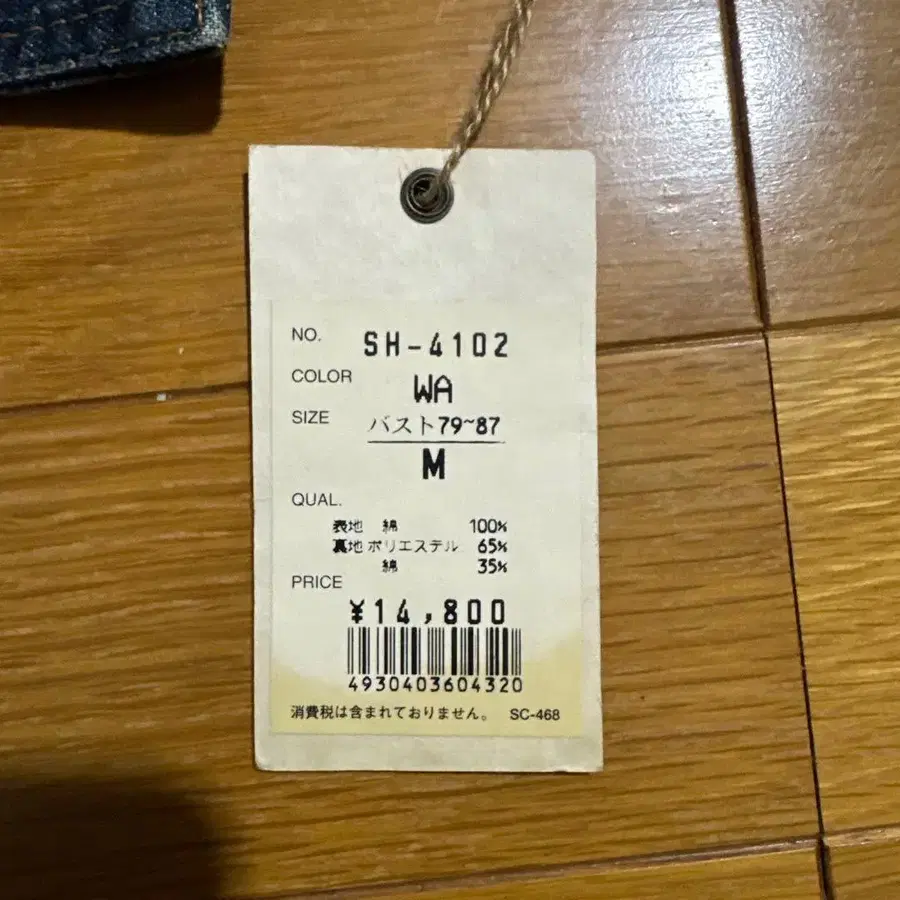 NO. SH-4102
COLOR WA
SIZE バスト79~87
M
QUAL.
表地 綿 100%
裏地 ポリエステル 65%
綿 35%
PRICE
¥14,800
4930403604320
消費税は含まれておりません。 SC-468